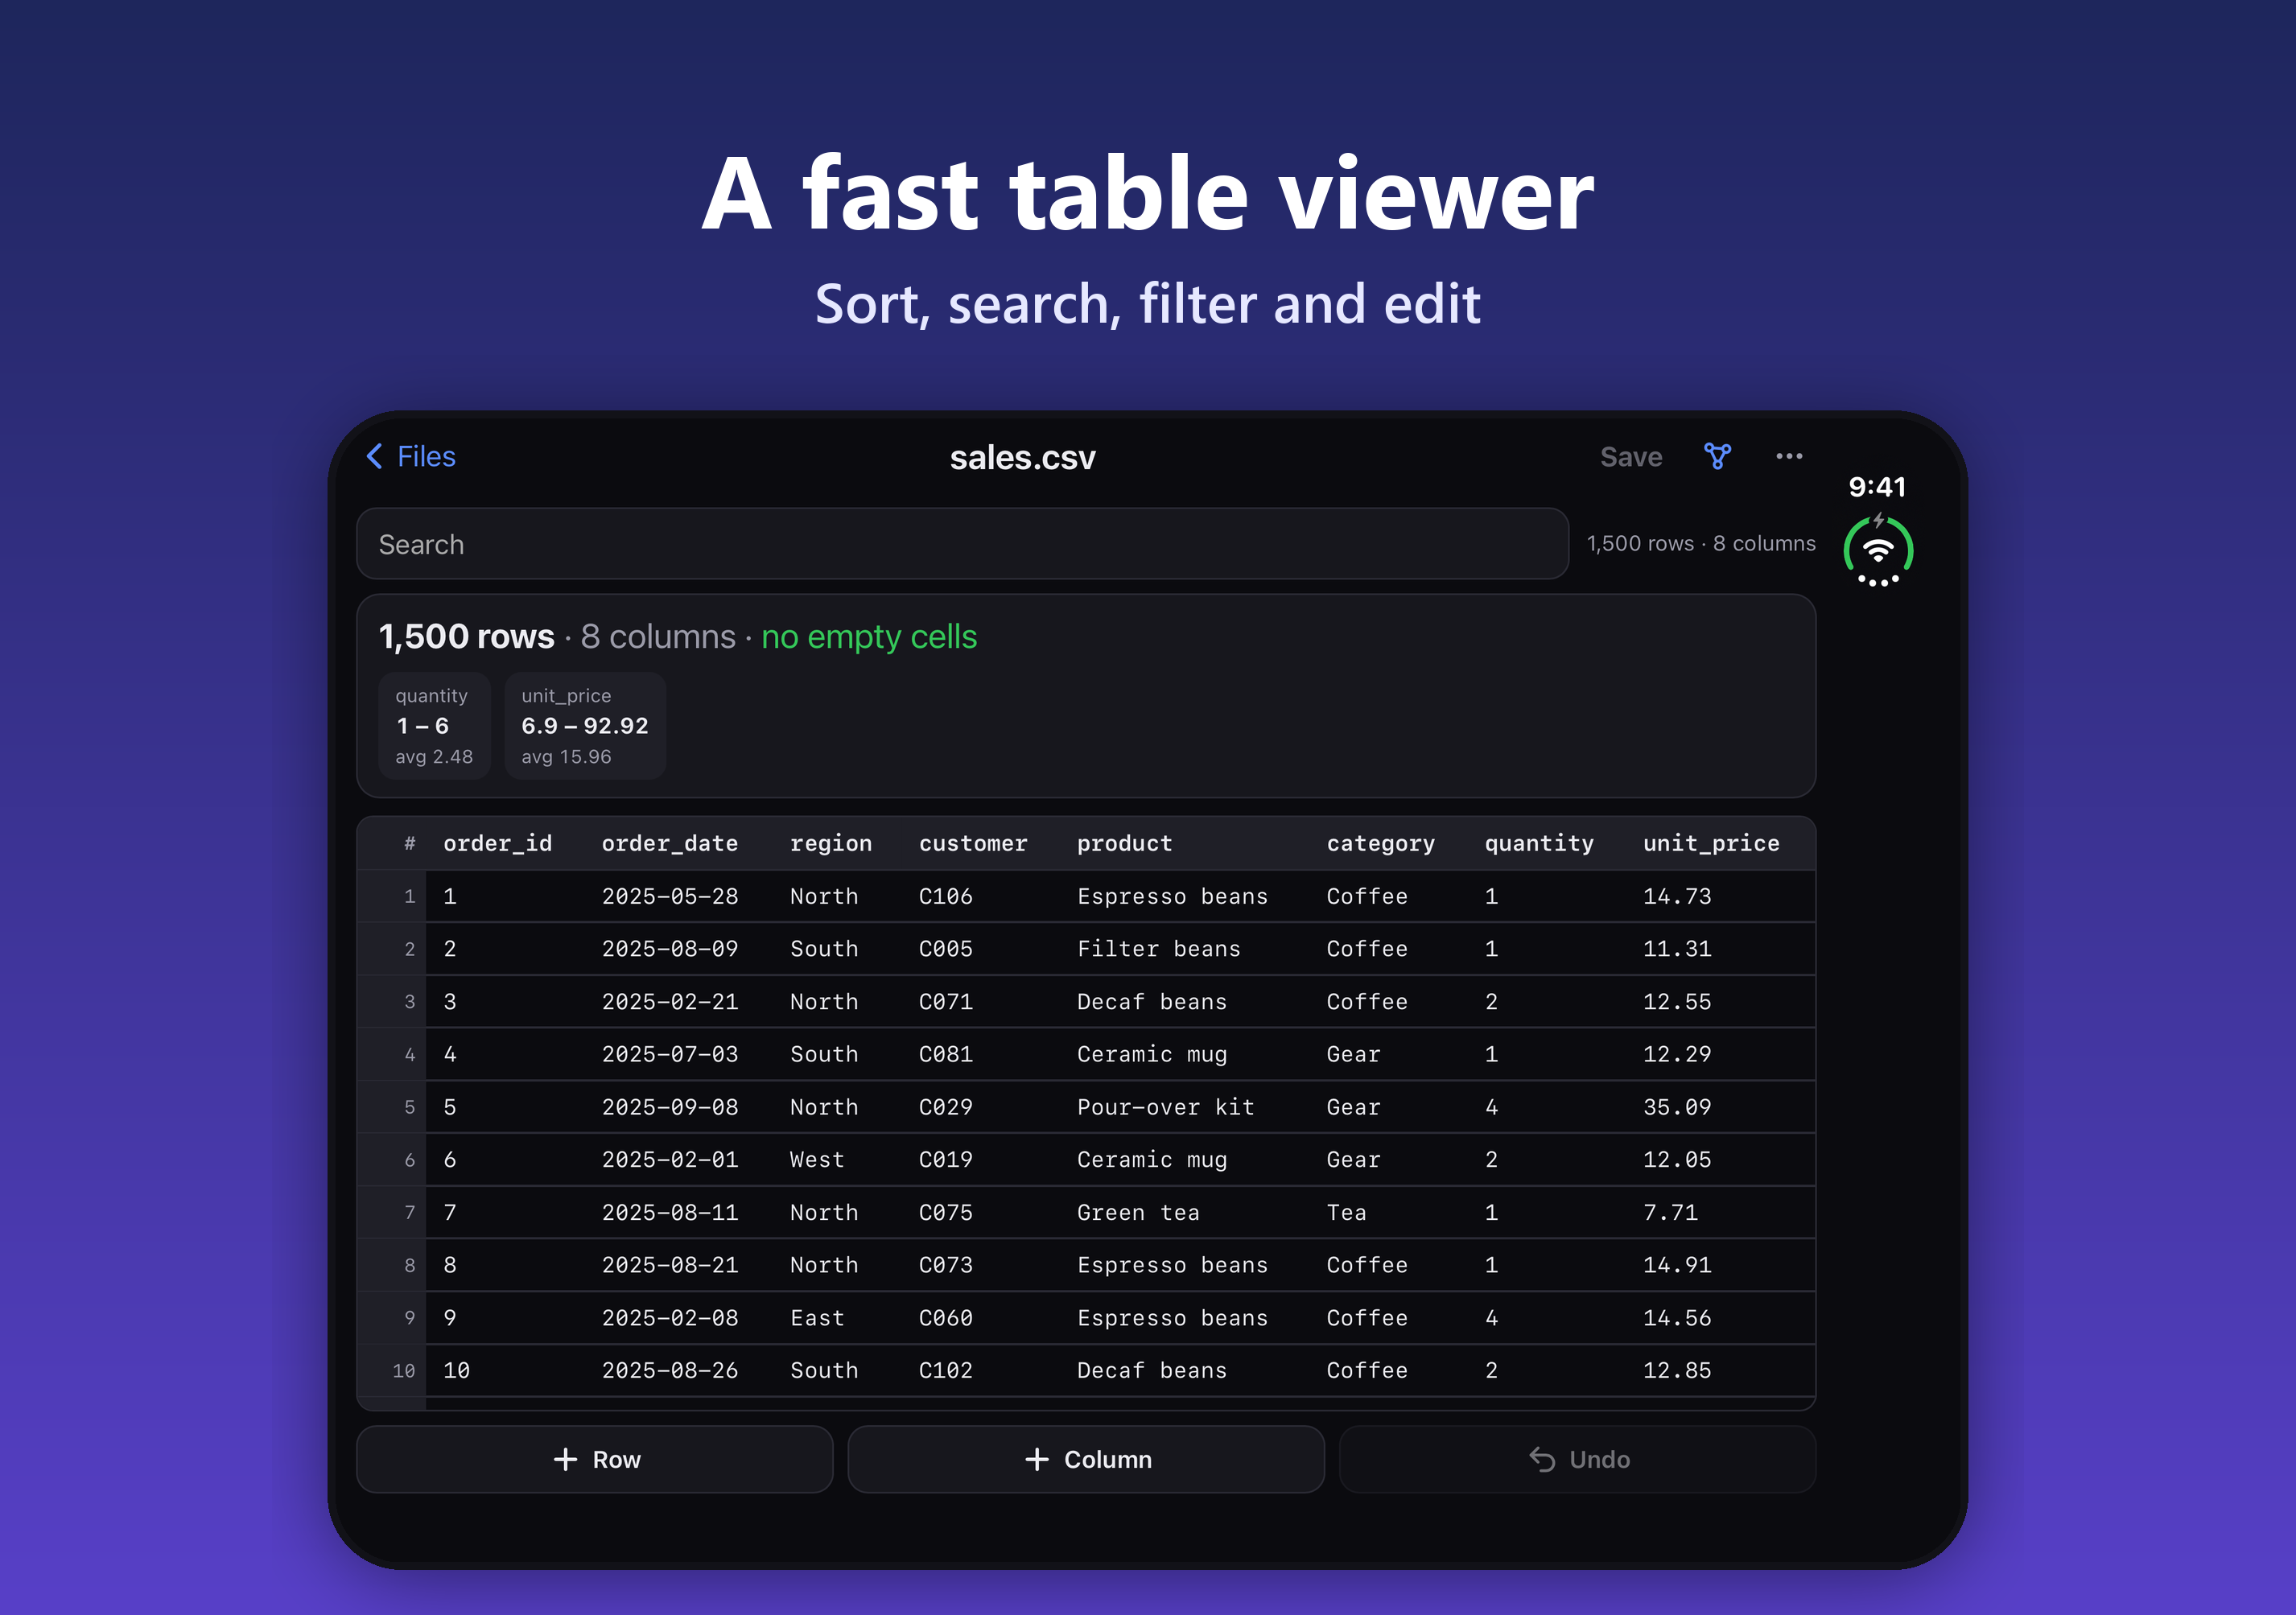 A fast table viewer
Sort, search, filter and edit
Files sales.csv Save
9:41
Search 1,500 rows · 8 columns
1,500 rows · 8 columns · no empty cells
quantity unit_price
1 – 6 6.9 – 92.92
avg 2.48 avg 15.96
# order_id order_date region customer product category quantity unit_price
1 1 2025-05-28 North C106 Espresso beans Coffee 1 14.73
2 2 2025-08-09 South C005 Filter beans Coffee 1 11.31
3 3 2025-02-21 North C071 Decaf beans Coffee 2 12.55
4 4 2025-07-03 South C081 Ceramic mug Gear 1 12.29
5 5 2025-09-08 North C029 Pour-over kit Gear 4 35.09
6 6 2025-02-01 West C019 Ceramic mug Gear 2 12.05
7 7 2025-08-11 North C075 Green tea Tea 1 7.71
8 8 2025-08-21 North C073 Espresso beans Coffee 1 14.91
9 9 2025-02-08 East C060 Espresso beans Coffee 4 14.56
10 10 2025-08-26 South C102 Decaf beans Coffee 2 12.85
+ Row + Column Undo